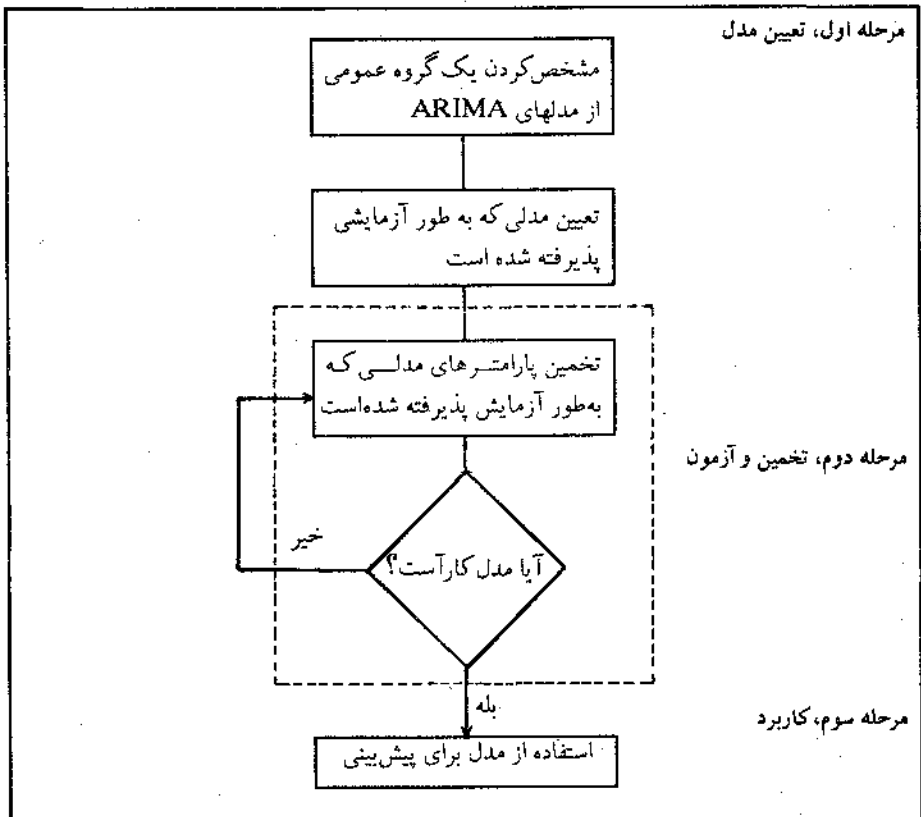 مرحله اول، تعیین مدل
مشخص‌کردن یک گروه عمومی
از مدلهای ARIMA
تعیین مدلی که به طور آزمایشی
پذیرفته شده است
تخمین پارامترهای مدلی که
به‌طور آزمایش پذیرفته شده‌است
مرحله دوم، تخمین و آزمون
خیر
آیا مدل کارآست؟
بله
مرحله سوم، کاربرد
استفاده از مدل برای پیش‌بینی